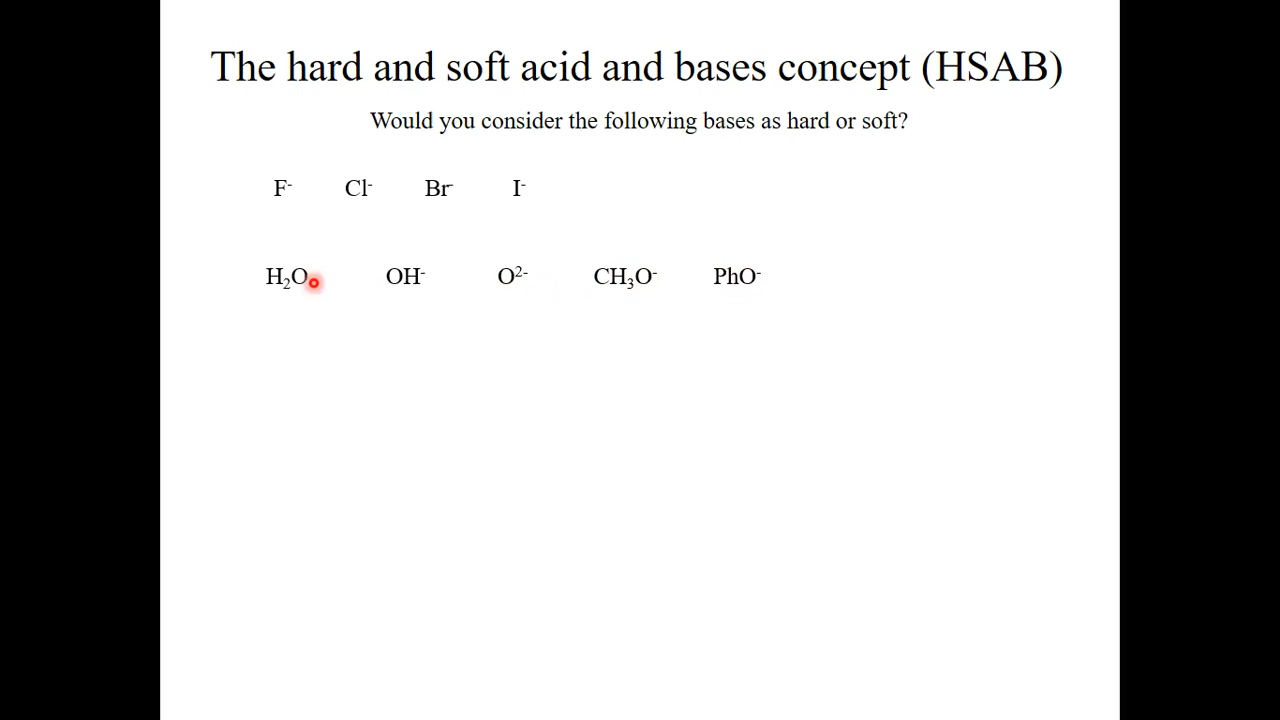 The hard and soft acid and bases concept (HSAB)
Would you consider the following bases as hard or soft?
F⁻ Cl⁻ Br⁻ I⁻
H₂O OH⁻ O²⁻ CH₃O⁻ PhO⁻